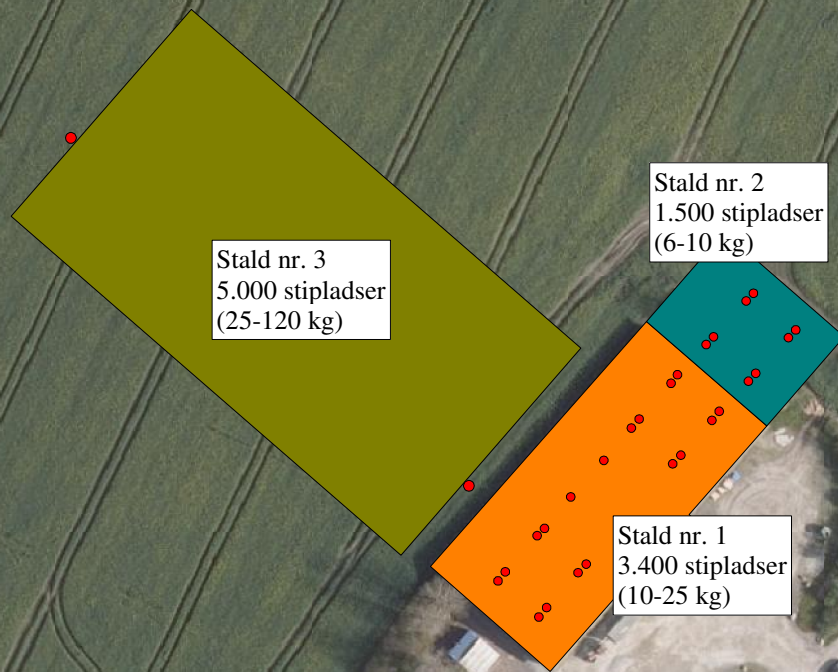 Stald nr. 2
1.500 stipladser
(6-10 kg)
Stald nr. 3
5.000 stipladser
(25-120 kg)
Stald nr. 1
3.400 stipladser
(10-25 kg)